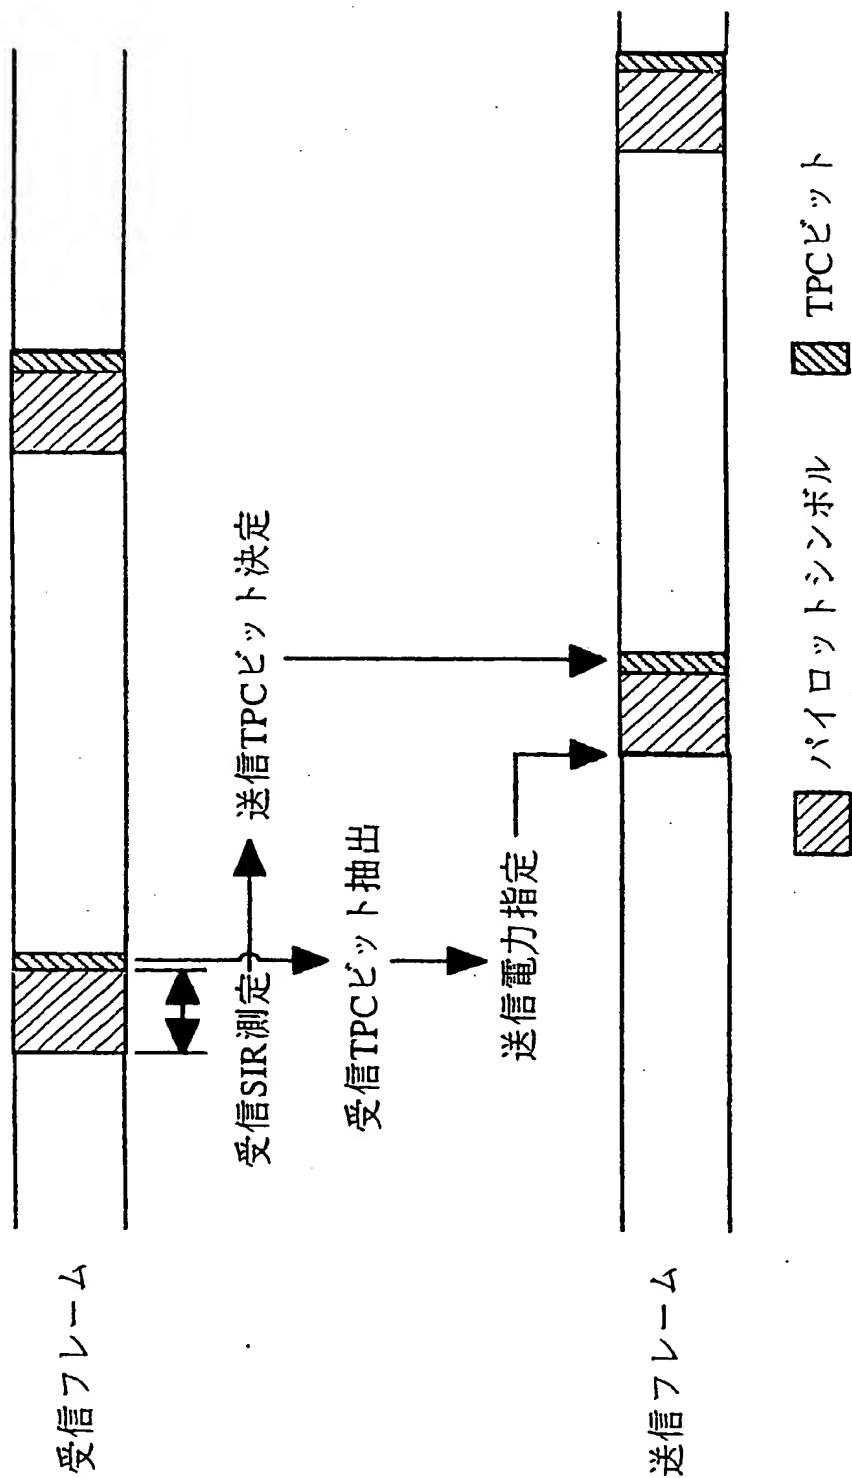 受信フレーム
受信SIR測定
送信TPCビット決定
受信TPCビット抽出
送信電力指定
送信フレーム
パイロットシンボル
TPCビット